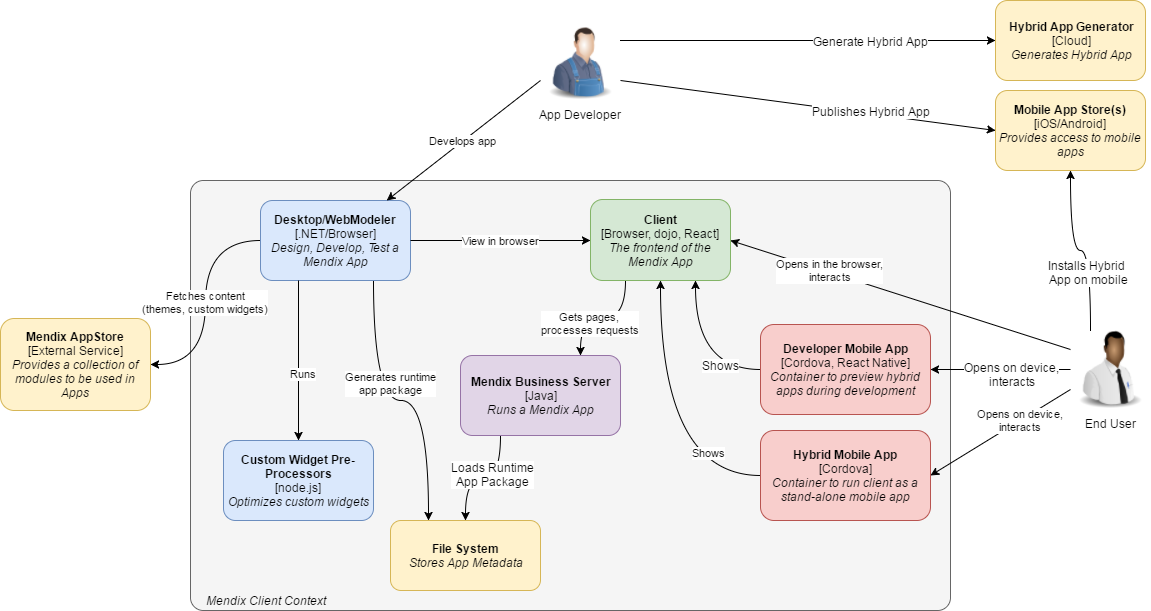 Hybrid App Generator
[Cloud]
Generates Hybrid App
Generate Hybrid App
Mobile App Store(s)
[iOS/Android]
Provides access to mobile
apps
Publishes Hybrid App
App Developer
Develops app
Desktop/WebModeler
[.NET/Browser]
Design, Develop, Test a
Mendix App
View in browser
Client
[Browser, dojo, React]
The frontend of the
Mendix App
Opens in the browser,
interacts
Installs Hybrid
App on mobile
Fetches content
(themes, custom widgets)
Gets pages,
processes requests
Mendix AppStore
[External Service]
Provides a collection of
modules to be used in
Apps
Runs
Generates runtime
app package
Mendix Business Server
[Java]
Runs a Mendix App
Shows
Developer Mobile App
[Cordova, React Native]
Container to preview hybrid
apps during development
Opens on device,
interacts
Opens on device,
interacts
End User
Custom Widget Pre-
Processors
[node.js]
Optimizes custom widgets
Loads Runtime
App Package
Shows
Hybrid Mobile App
[Cordova]
Container to run client as a
stand-alone mobile app
File System
Stores App Metadata
Mendix Client Context